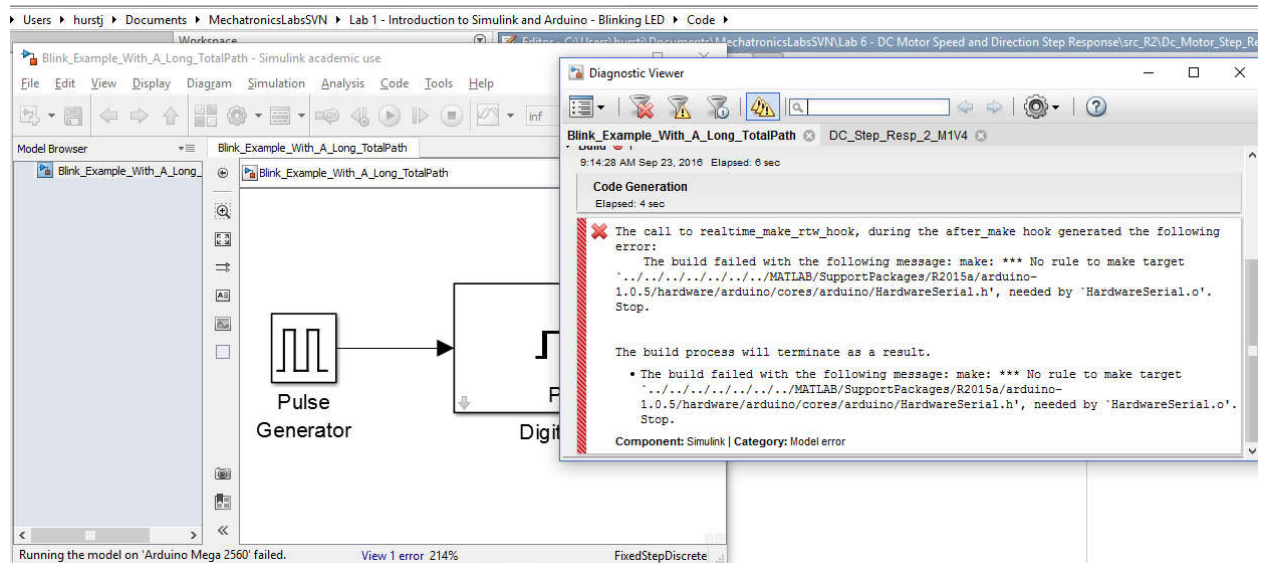 Users ▸ hurstj ▸ Documents ▸ MechatronicsLabsSVN ▸ Lab 1 - Introduction to Simulink and Arduino - Blinking LED ▸ Code ▸
Workspace
Editor - C:\Users\hurstj\Documents\MechatronicsLabsSVN\Lab 6 - DC Motor Speed and Direction Step Response\src_R2\Dc_Motor_Step_Re
Blink_Example_With_A_Long_TotalPath - Simulink academic use
File Edit View Display Diagram Simulation Analysis Code Tools Help
inf
Model Browser
Blink_Example_With_A_Long_TotalPath
Blink_Example_With_A_Long_
Blink_Example_With_A_Long_TotalPath
Pulse
Generator
P
Digit
Running the model on 'Arduino Mega 2560' failed.
View 1 error 214%
FixedStepDiscrete
Diagnostic Viewer
Blink_Example_With_A_Long_TotalPath
DC_Step_Resp_2_M1V4
Build 1
9:14:28 AM Sep 23, 2016 Elapsed: 6 sec
Code Generation
Elapsed: 4 sec
The call to realtime_make_rtw_hook, during the after_make hook generated the following
error:
The build failed with the following message: make: *** No rule to make target
`../../../../../../../MATLAB/SupportPackages/R2015a/arduino-
1.0.5/hardware/arduino/cores/arduino/HardwareSerial.h', needed by `HardwareSerial.o'.
Stop.
The build process will terminate as a result.
• The build failed with the following message: make: *** No rule to make target
`../../../../../../../MATLAB/SupportPackages/R2015a/arduino-
1.0.5/hardware/arduino/cores/arduino/HardwareSerial.h', needed by `HardwareSerial.o'.
Stop.
Component: Simulink | Category: Model error